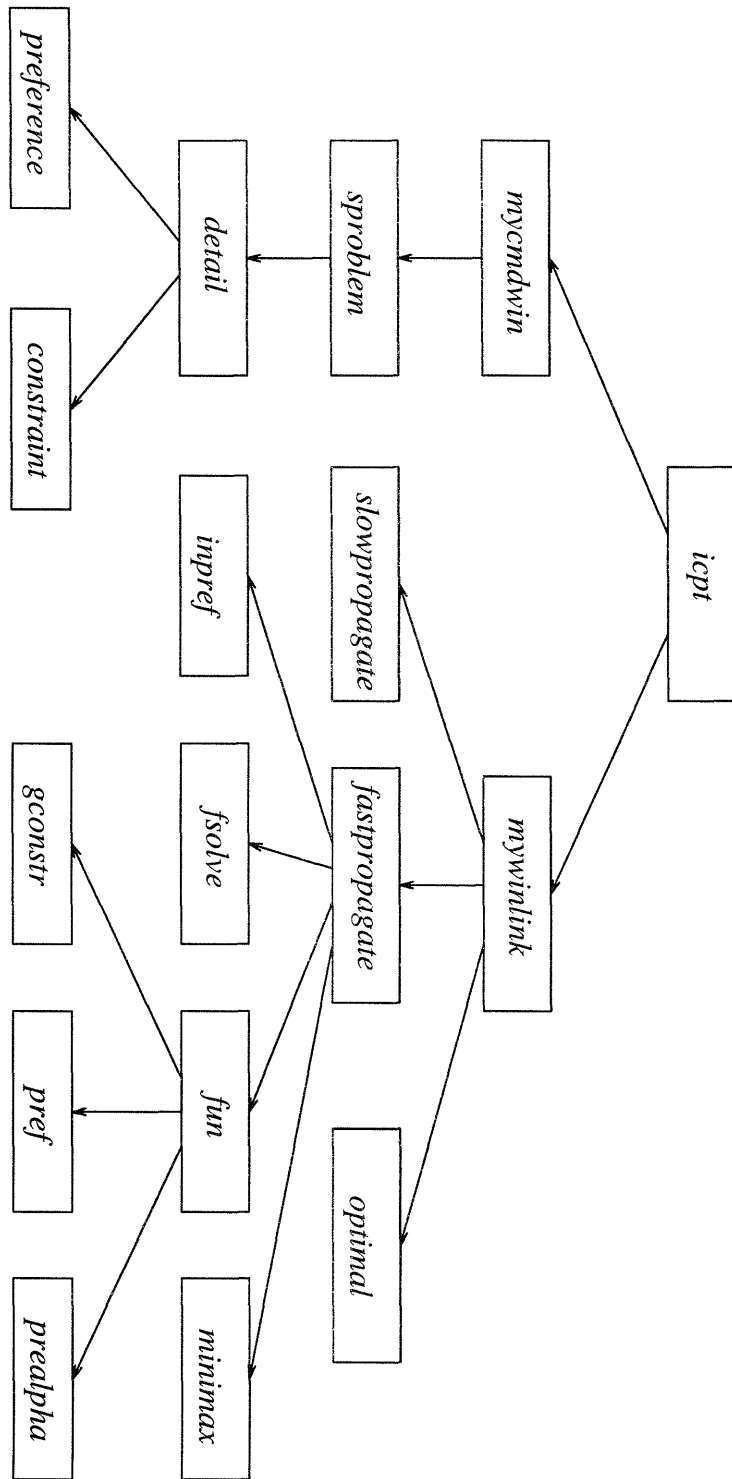 icpt
mycmdwin
mywinlink
sproblem
slowpropagate
fastpropagate
optimal
detail
inpref
fsolve
fun
minimax
preference
constraint
gconstr
pref
prealpha